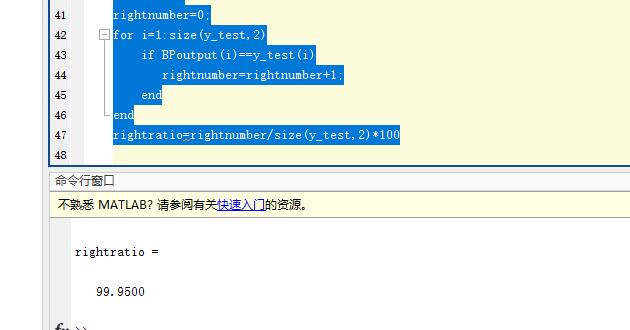 41 rightnumber=0;
42 for i=1:size(y_test,2)
43 if BPoutput(i)==y_test(i)
44 rightnumber=rightnumber+1;
45 end
46 end
47 rightratio=rightnumber/size(y_test,2)*100
48
命令行窗口
不熟悉 MATLAB? 请参阅有关快速入门的资源。
rightratio =
99.9500
fx >>